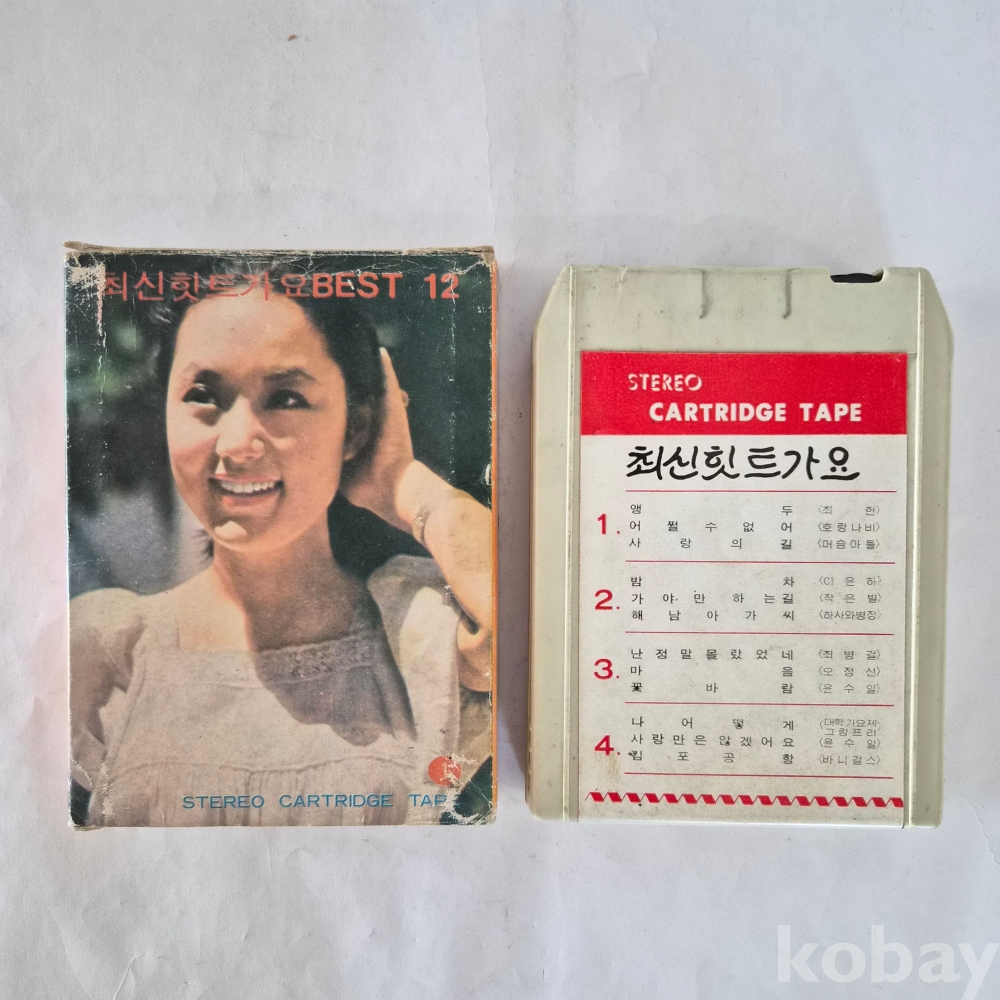 최신힛트가요BEST 12
STEREO CARTRIDGE TAP
STEREO
CARTRIDGE TAPE
최신힛트가요
1.
앵 두 〈최 헌〉
어 쩔 수 없 어 〈호랑나비〉
사 랑 의 길 〈머슴아들〉
2.
밤 차 〈이 은 하〉
가 야 만 하 는 길 〈작 은 별〉
해 남 아 가 씨 〈하사와병장〉
3.
난 정 말 몰 랐 었 네 〈최 병 걸〉
마 음 〈오 정 선〉
꽃 바 람 〈윤 수 일〉
4.
나 어 떻 게 〈대학가요제 그랑프리〉
사 랑 만 은 않 겠 어 요 〈윤 수 일〉
김 포 공 항 〈바니걸스〉
kobay